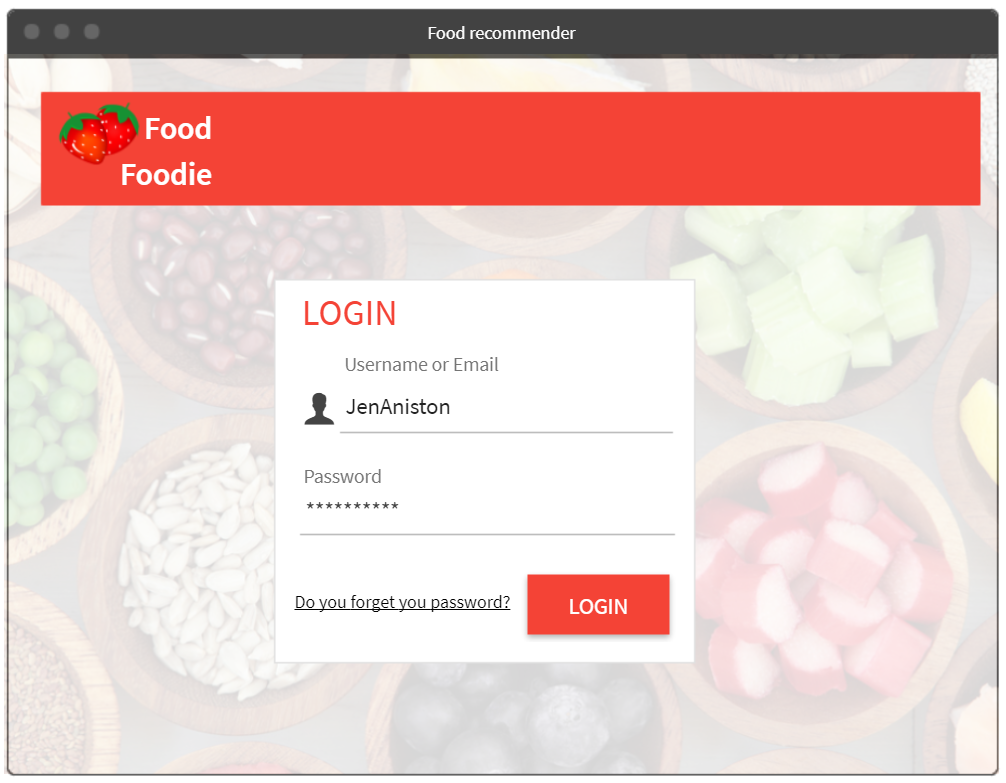 Food recommender
Food
Foodie
LOGIN
Username or Email
JenAniston
Password
**********
Do you forget you password?
LOGIN